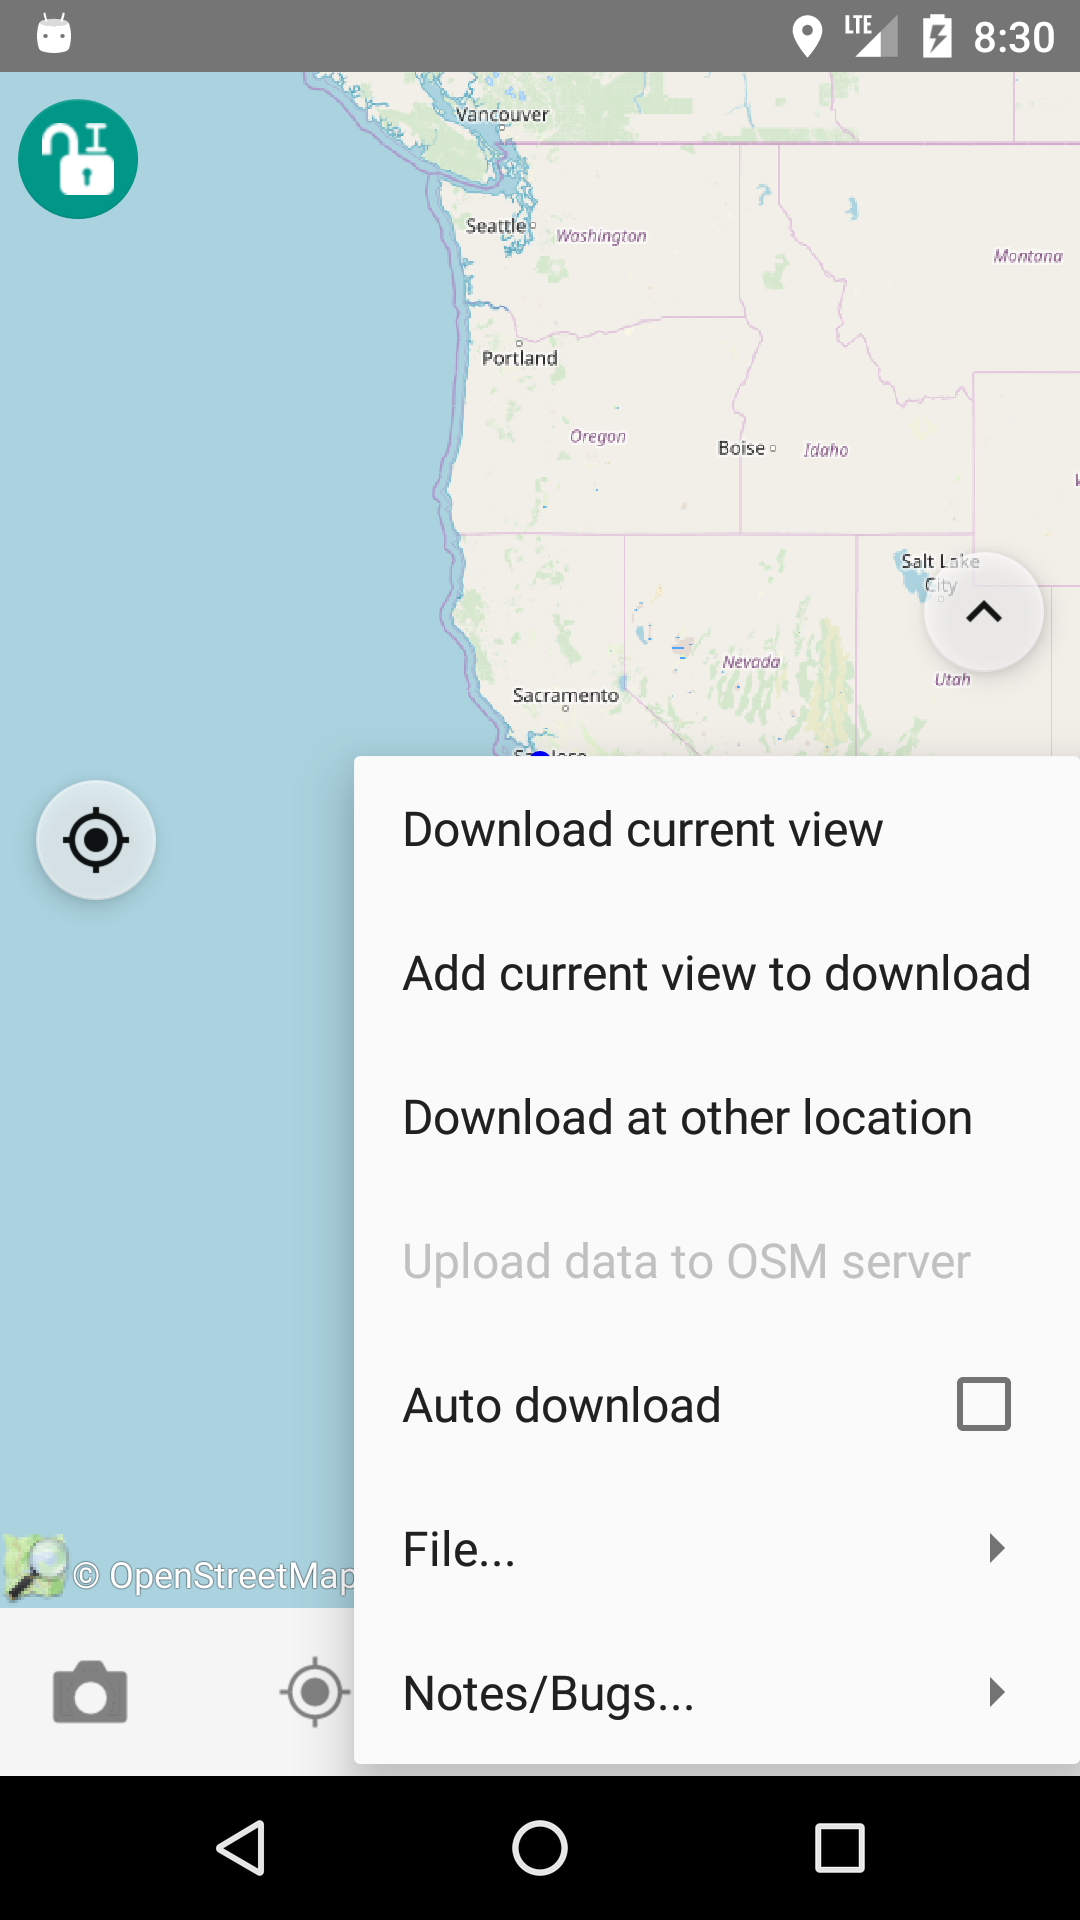 LTE 8:30
Vancouver
Seattle
Washington
Montana
Portland
Oregon
Boise
Idaho
Salt Lake
City
Nevada
Utah
Sacramento
Download current view
Add current view to download
Download at other location
Upload data to OSM server
Auto download
File...
© OpenStreetMap
Notes/Bugs...